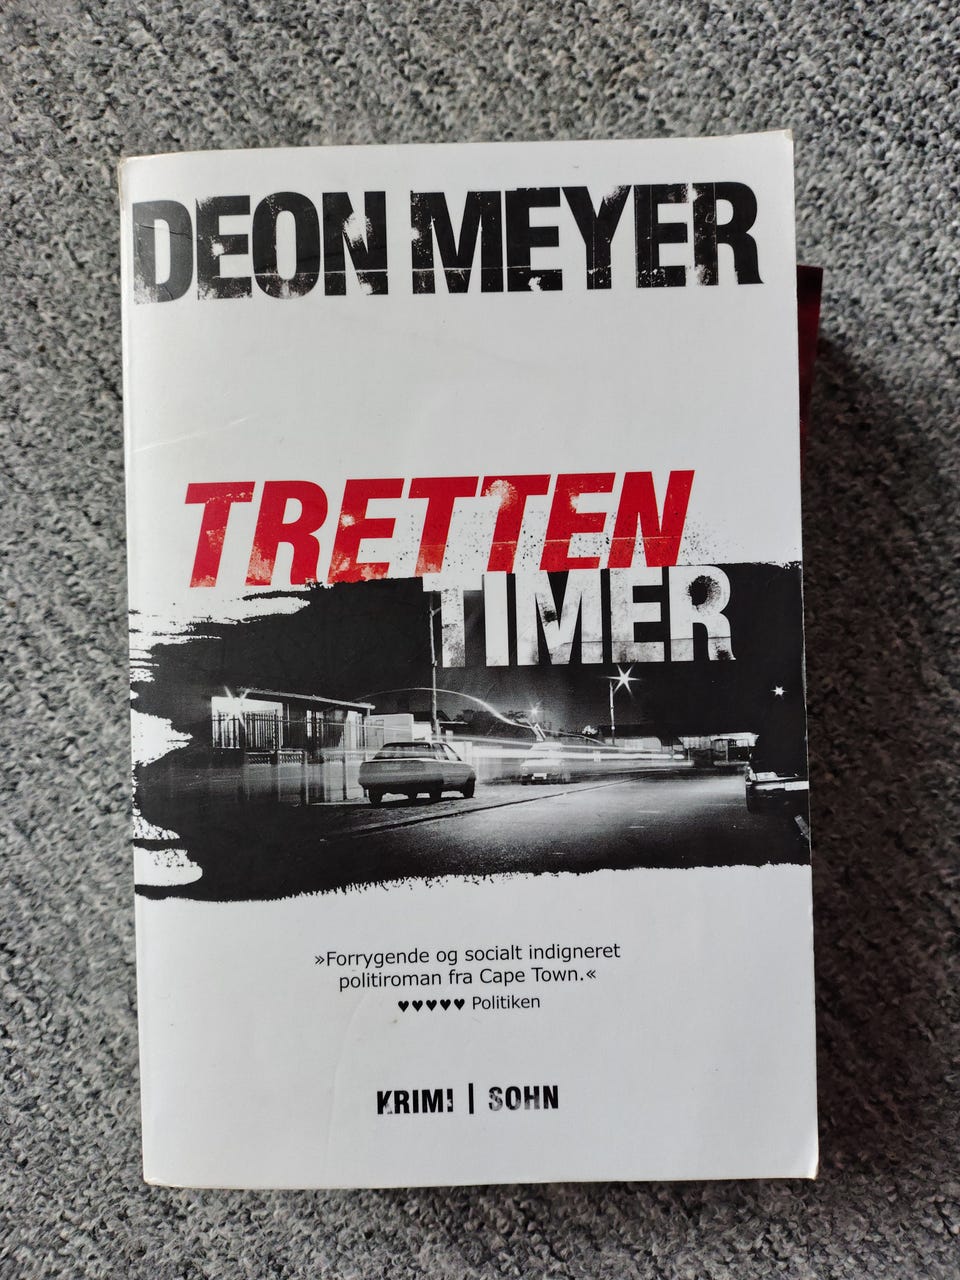 DEON MEYER
TRETTEN
TIMER
»Forrygende og socialt indigneret
politiroman fra Cape Town.«
♥♥♥♥♥ Politiken
KRIMI | SOHN